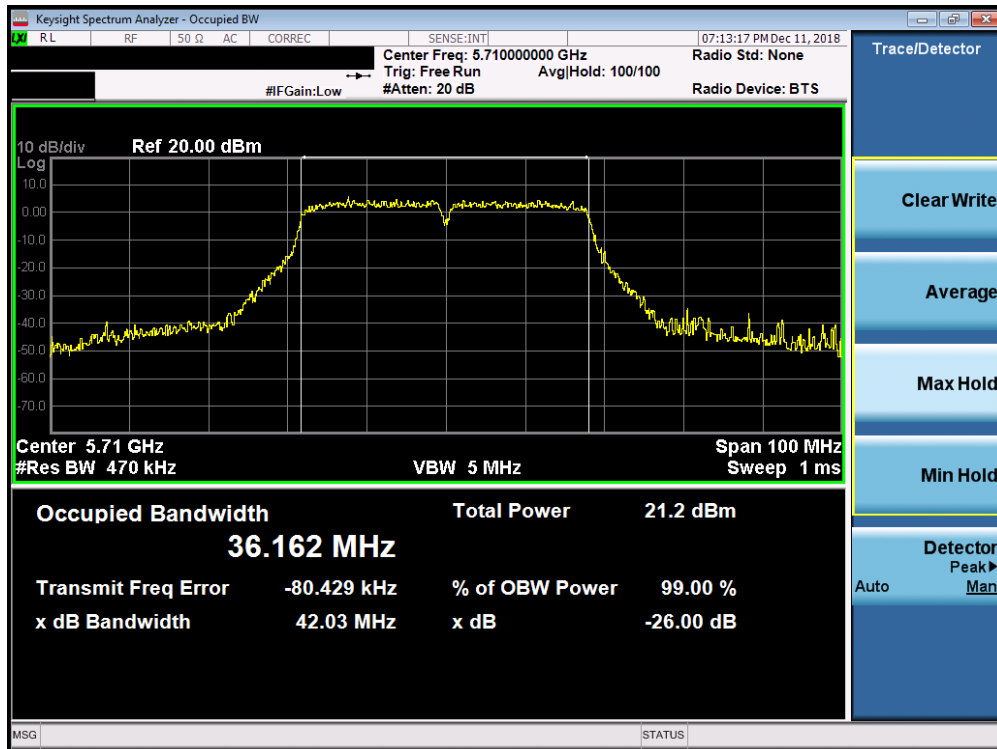 Keysight Spectrum Analyzer - Occupied BW
LXI RL RF 50 Ω AC CORREC SENSE:INT 07:13:17 PM Dec 11, 2018
Center Freq: 5.710000000 GHz Radio Std: None
Trig: Free Run Avg|Hold: 100/100
#IFGain:Low #Atten: 20 dB Radio Device: BTS
10 dB/div Ref 20.00 dBm
Log
10.0
0.00
-10.0
-20.0
-30.0
-40.0
-50.0
-60.0
-70.0
Center 5.71 GHz Span 100 MHz
#Res BW 470 kHz VBW 5 MHz Sweep 1 ms
Occupied Bandwidth Total Power 21.2 dBm
36.162 MHz
Transmit Freq Error -80.429 kHz % of OBW Power 99.00 %
x dB Bandwidth 42.03 MHz x dB -26.00 dB
MSG STATUS
Trace/Detector
Clear Write
Average
Max Hold
Min Hold
Detector
Peak▶
Auto Man